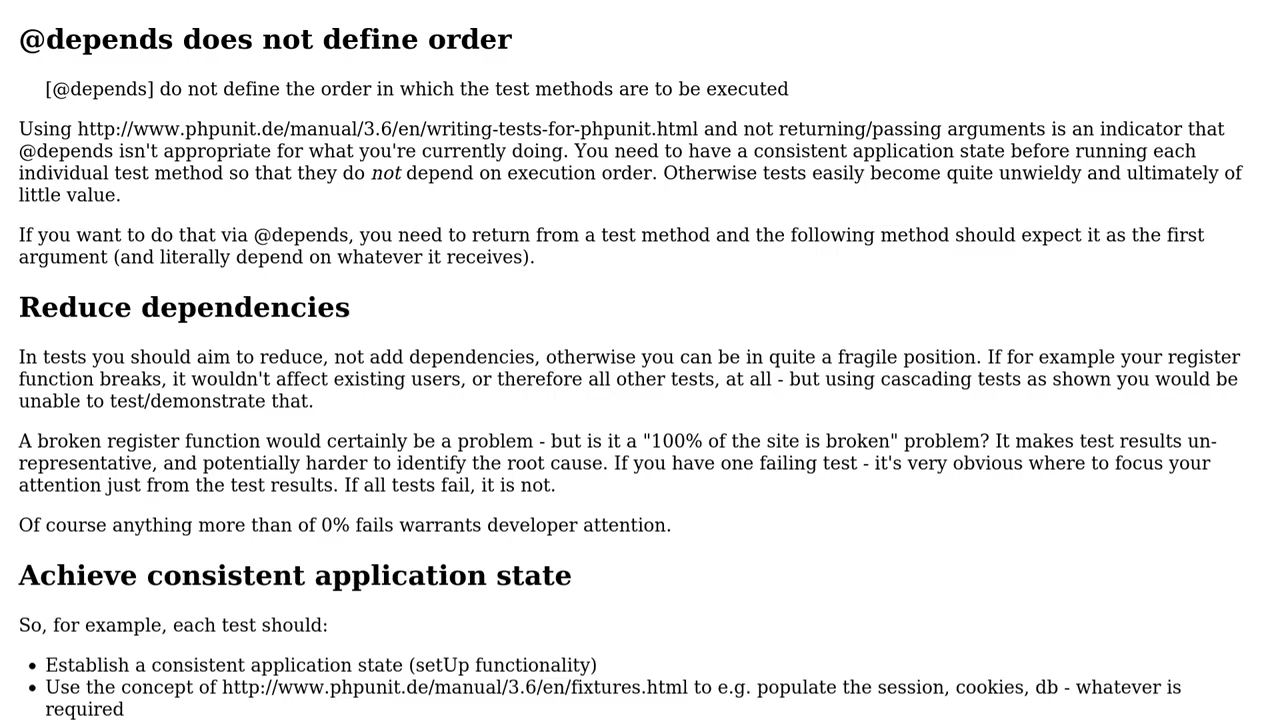 @depends does not define order
[@depends] do not define the order in which the test methods are to be executed
Using http://www.phpunit.de/manual/3.6/en/writing-tests-for-phpunit.html and not returning/passing arguments is an indicator that
@depends isn't appropriate for what you're currently doing. You need to have a consistent application state before running each
individual test method so that they do not depend on execution order. Otherwise tests easily become quite unwieldy and ultimately of
little value.
If you want to do that via @depends, you need to return from a test method and the following method should expect it as the first
argument (and literally depend on whatever it receives).
Reduce dependencies
In tests you should aim to reduce, not add dependencies, otherwise you can be in quite a fragile position. If for example your register
function breaks, it wouldn't affect existing users, or therefore all other tests, at all - but using cascading tests as shown you would be
unable to test/demonstrate that.
A broken register function would certainly be a problem - but is it a "100% of the site is broken" problem? It makes test results un-
representative, and potentially harder to identify the root cause. If you have one failing test - it's very obvious where to focus your
attention just from the test results. If all tests fail, it is not.
Of course anything more than of 0% fails warrants developer attention.
Achieve consistent application state
So, for example, each test should:
• Establish a consistent application state (setUp functionality)
• Use the concept of http://www.phpunit.de/manual/3.6/en/fixtures.html to e.g. populate the session, cookies, db - whatever is
required